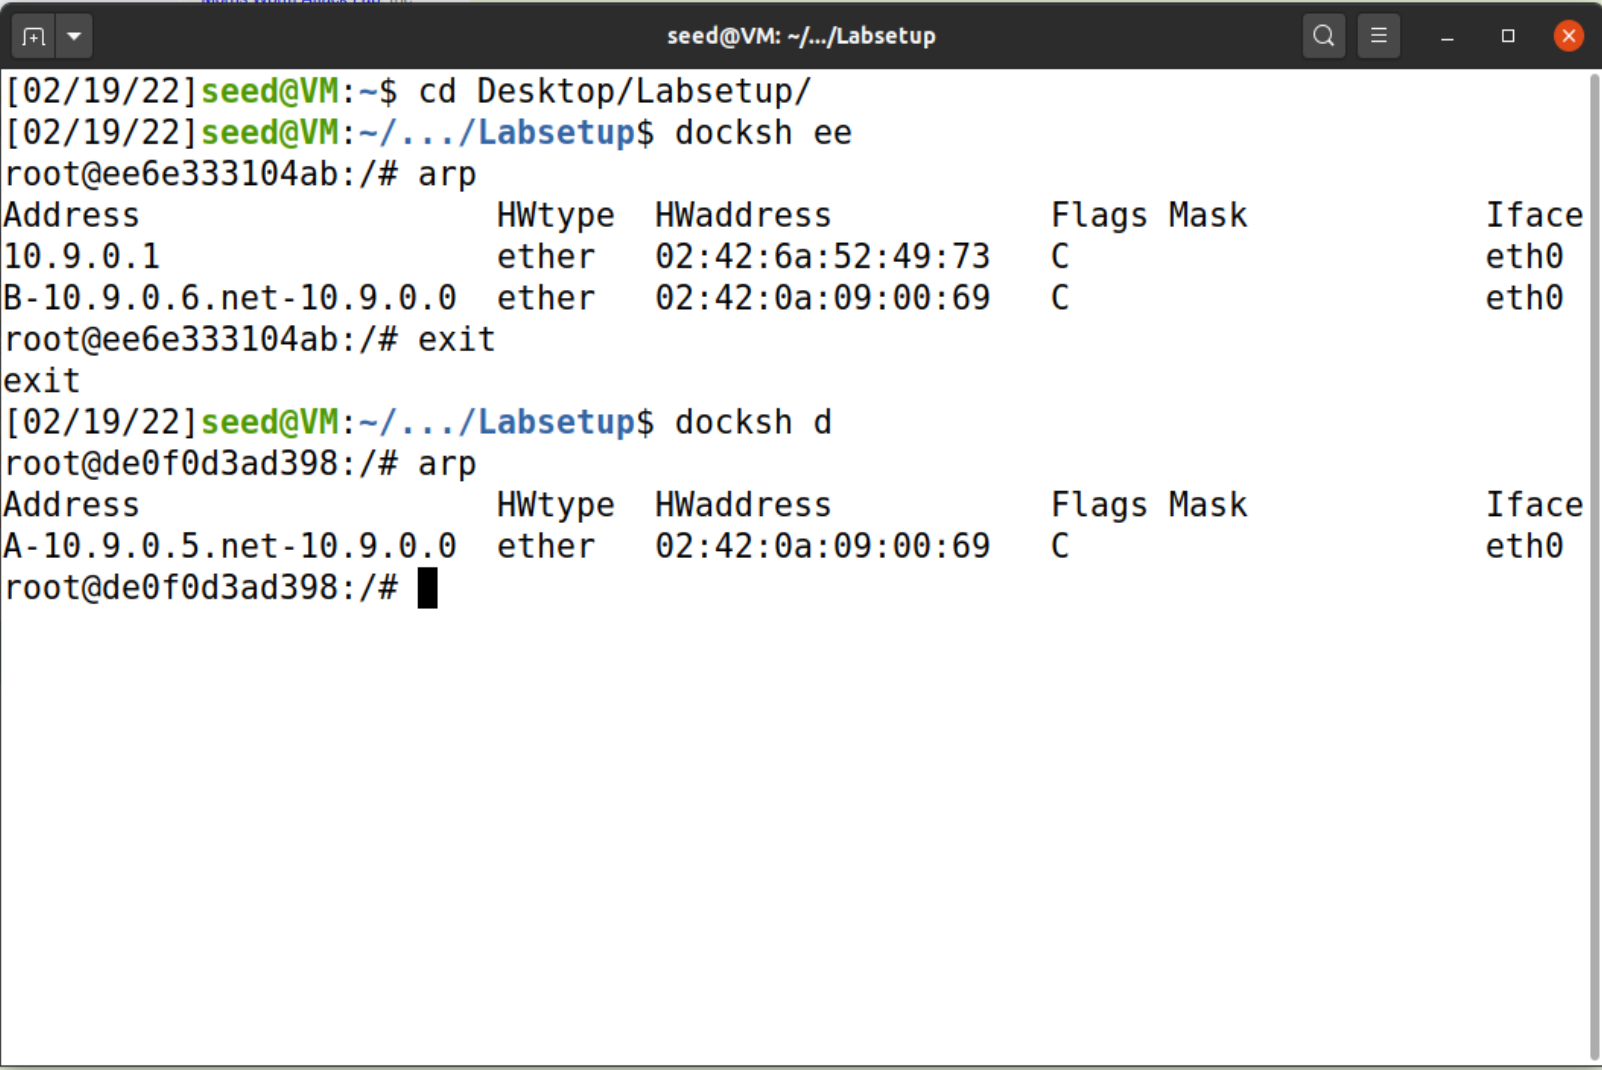 seed@VM: ~/.../Labsetup
[02/19/22]seed@VM:~$ cd Desktop/Labsetup/
[02/19/22]seed@VM:~/.../Labsetup$ docksh ee
root@ee6e333104ab:/# arp
Address                  HWtype  HWaddress           Flags Mask            Iface
10.9.0.1                 ether   02:42:6a:52:49:73   C                     eth0
B-10.9.0.6.net-10.9.0.0  ether   02:42:0a:09:00:69   C                     eth0
root@ee6e333104ab:/# exit
exit
[02/19/22]seed@VM:~/.../Labsetup$ docksh d
root@de0f0d3ad398:/# arp
Address                  HWtype  HWaddress           Flags Mask            Iface
A-10.9.0.5.net-10.9.0.0  ether   02:42:0a:09:00:69   C                     eth0
root@de0f0d3ad398:/#